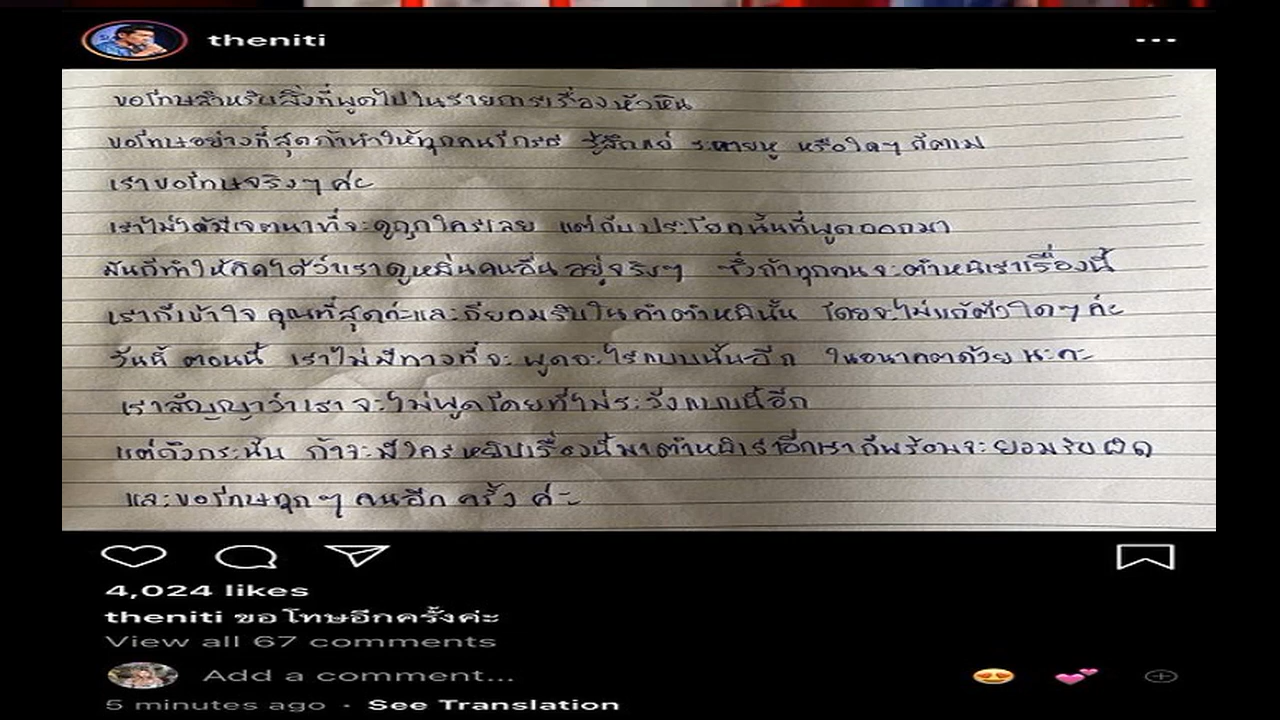 theniti
ขอโทษสำหรับสิ่งที่พูดไปในรายการเรื่องหัวหิน
ขอโทษอย่างที่สุดถ้าทำให้ทุกคนรู้สึกแย่ ระคายหู หรือใดๆ ก็ตาม
เราขอโทษจริงๆ ค่ะ
เราไม่ได้มีเจตนาที่จะดูถูกใครเลย แต่กับประโยคนั้นที่พูดออกมา
มันก็ทำให้คิดได้ว่าเราดูหมิ่นคนอื่นอยู่จริงๆ ซึ่งถ้าทุกคนจะตำหนิเราเรื่องนี้
เราก็เข้าใจคุณที่สุดค่ะและก็ยอมรับในคำตำหนินั้น โดยจะไม่แก้ตัวใดๆ ค่ะ
วันนี้ ตอนนี้ เราไม่มีทางที่จะพูดอะไรแบบนั้นอีก ในอนาคตด้วยนะคะ
เราสัญญาว่าเราจะไม่พูดโดยที่ไม่ระวังแบบนี้อีก
แต่ถึงกระนั้น ถ้าจะมีใครหยิบเรื่องนี้มาตำหนิเราอีกเราก็พร้อมจะยอมรับผิด
และขอโทษทุกๆ คนอีกครั้ง ค่ะ
4,024 likes
theniti ขอโทษอีกครั้งค่ะ
View all 67 comments
Add a comment...
5 minutes ago · See Translation